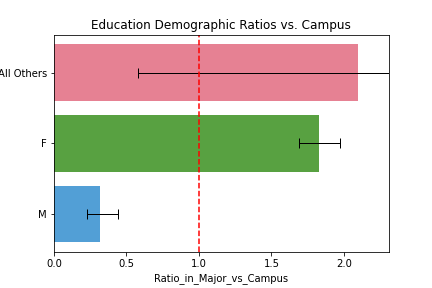 Education Demographic Ratios vs. Campus
All Others
F
M
0.0 0.5 1.0 1.5 2.0
Ratio_in_Major_vs_Campus